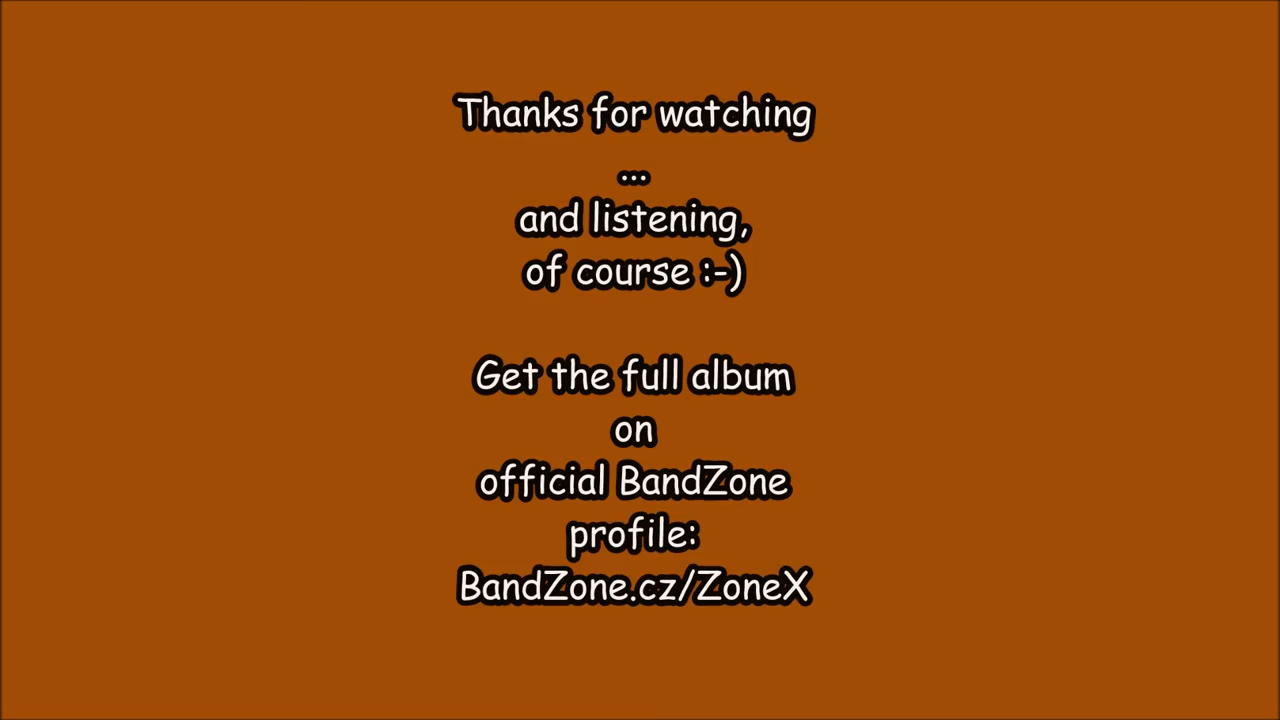 Thanks for watching
...
and listening,
of course :-)
Get the full album
on
official BandZone
profile:
BandZone.cz/ZoneX